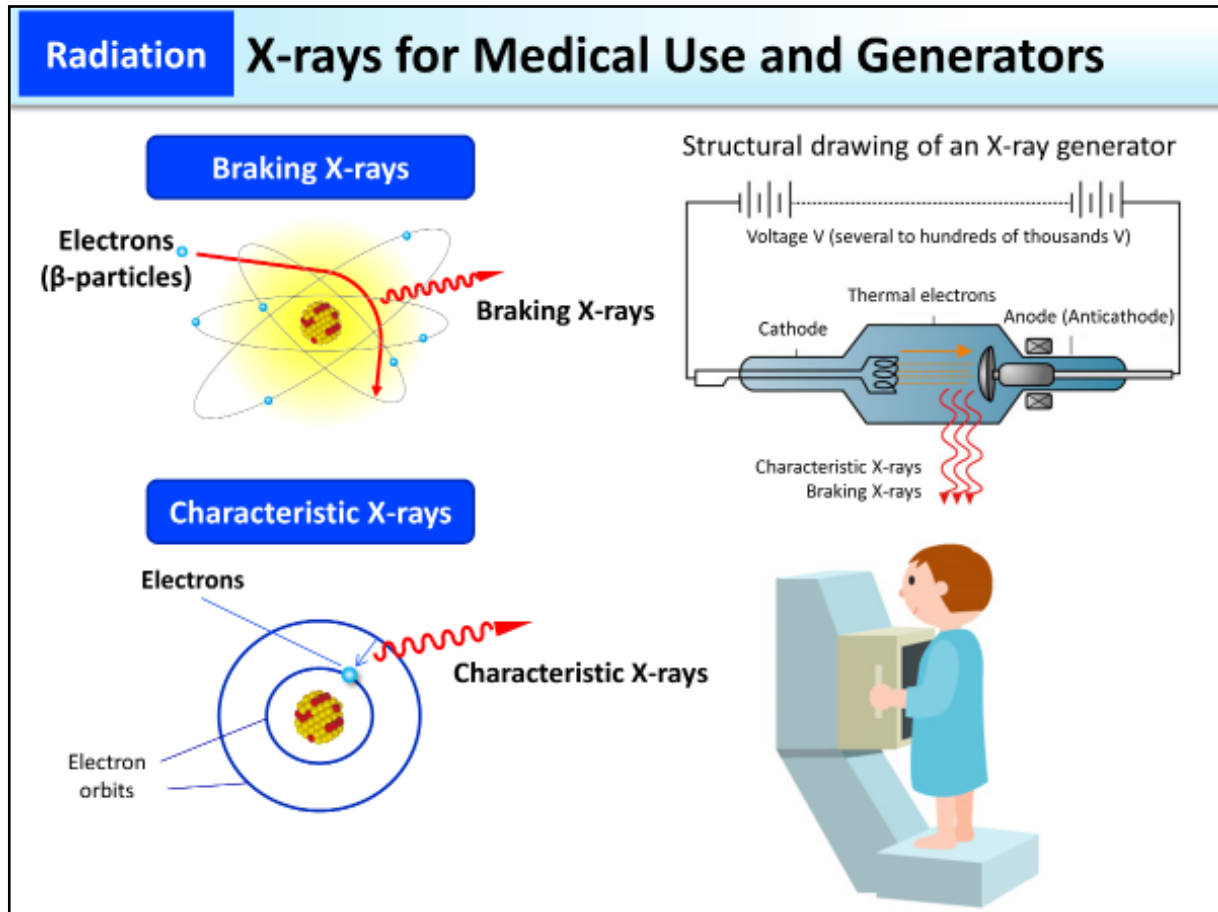 Radiation
X-rays for Medical Use and Generators
Braking X-rays
Electrons
(β-particles)
Braking X-rays
Characteristic X-rays
Electrons
Characteristic X-rays
Electron
orbits
Structural drawing of an X-ray generator
Voltage V (several to hundreds of thousands V)
Thermal electrons
Cathode
Anode (Anticathode)
Characteristic X-rays
Braking X-rays